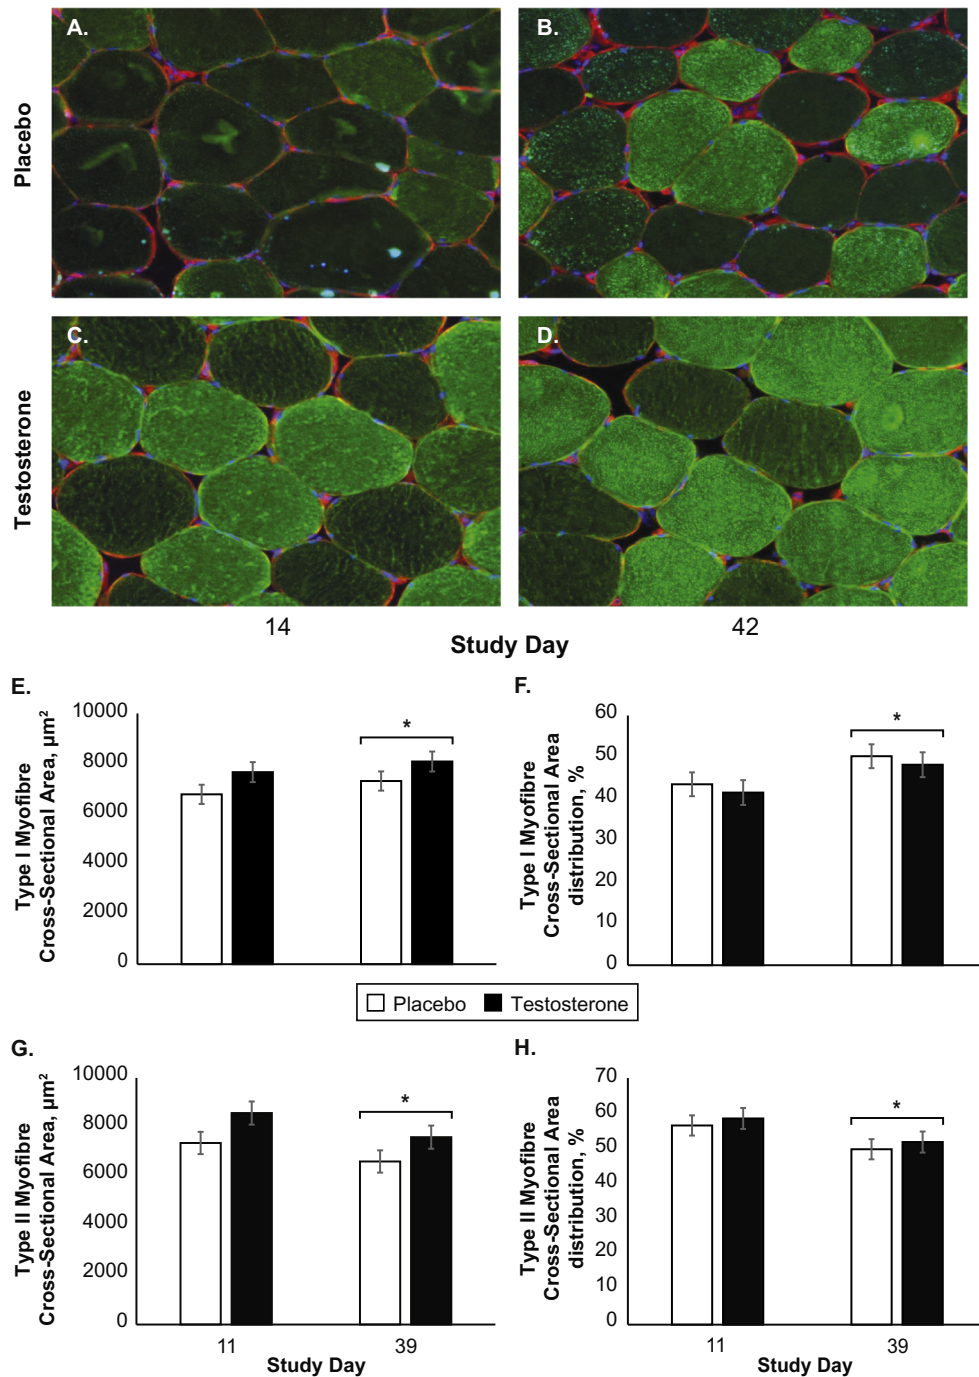 A.
B.
Placebo
C.
D.
Testosterone
14
42
Study Day
E.
10000
8000
6000
4000
2000
0
Type I Myofibre
Cross-Sectional Area, µm²
*
F.
60
50
40
30
20
10
0
Type I Myofibre
Cross-Sectional Area
distribution, %
*
Placebo
Testosterone
G.
10000
8000
6000
4000
2000
0
Type II Myofibre
Cross-Sectional Area, µm²
*
11
39
Study Day
H.
70
60
50
40
30
20
10
0
Type II Myofibre
Cross-Sectional Area
distribution, %
*
11
39
Study Day